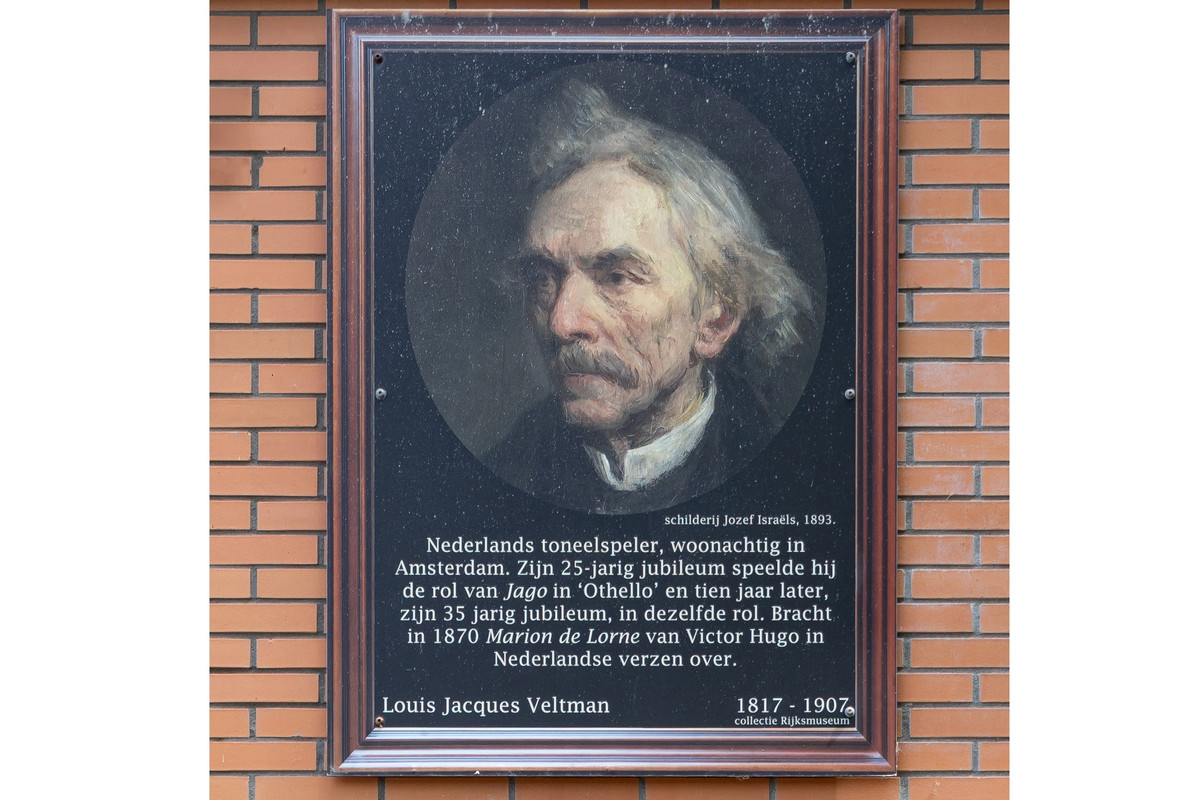 schilderij Jozef Israëls, 1893.
Nederlands toneelspeler, woonachtig in
Amsterdam. Zijn 25-jarig jubileum speelde hij
de rol van Jago in ‘Othello’ en tien jaar later,
zijn 35 jarig jubileum, in dezelfde rol. Bracht
in 1870 Marion de Lorne van Victor Hugo in
Nederlandse verzen over.
Louis Jacques Veltman 1817 - 1907
collectie Rijksmuseum